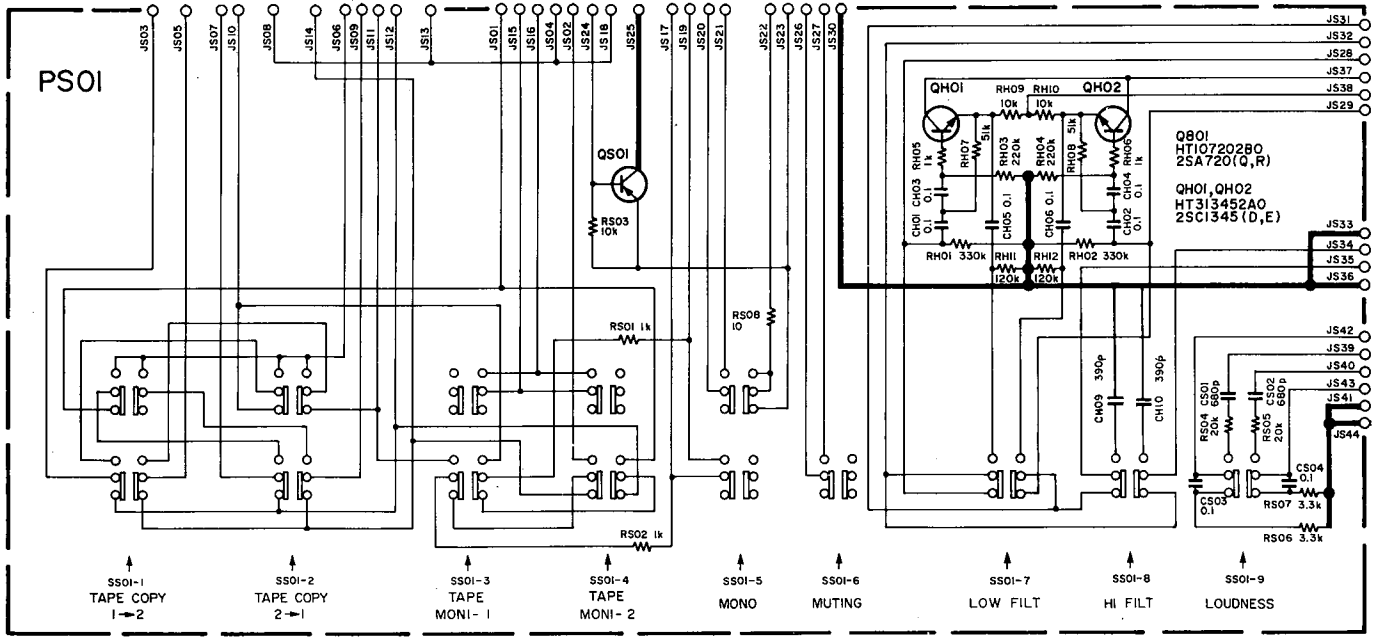 PS01
JS03
JS05
JS07
JS10
JS08
JS14
JS06
JS09
JS11
JS12
JS13
JS01
JS15
JS16
JS04
JS02
JS24
JS18
JS25
JS17
JS19
JS20
JS21
JS22
JS23
JS26
JS27
JS30
JS31
JS32
JS28
JS37
JS38
JS29
JS33
JS34
JS35
JS36
JS42
JS39
JS40
JS43
JS41
JS44
QS01
RS03
10k
QH01
RH09
10k
RH10
10k
QH02
RH05
1k
RH07
51k
RH03
220k
RH04
220k
51k
RH08
RH06
1k
CH03
0.1
CH01
0.1
CH05 0.1
CH06 0.1
CH04
0.1
CH02
0.1
RH01 330k
RH11
120k
RH12
120k
RH02 330k
Q801
HT107202B0
2SA720(Q,R)
QH01,QH02
HT313452A0
2SC1345(D,E)
RS01 1k
RS08
10
RS02 1k
CH09 390p
CH10 390p
CS01
680p
CS02
680p
RS04
20k
RS05
20k
CS03
0.1
CS04
0.1
RS07 3.3k
RS06 3.3k
SS01-1
TAPE COPY
1→2
SS01-2
TAPE COPY
2→1
SS01-3
TAPE
MONI-1
SS01-4
TAPE
MONI-2
SS01-5
MONO
SS01-6
MUTING
SS01-7
LOW FILT
SS01-8
HI FILT
SS01-9
LOUDNESS